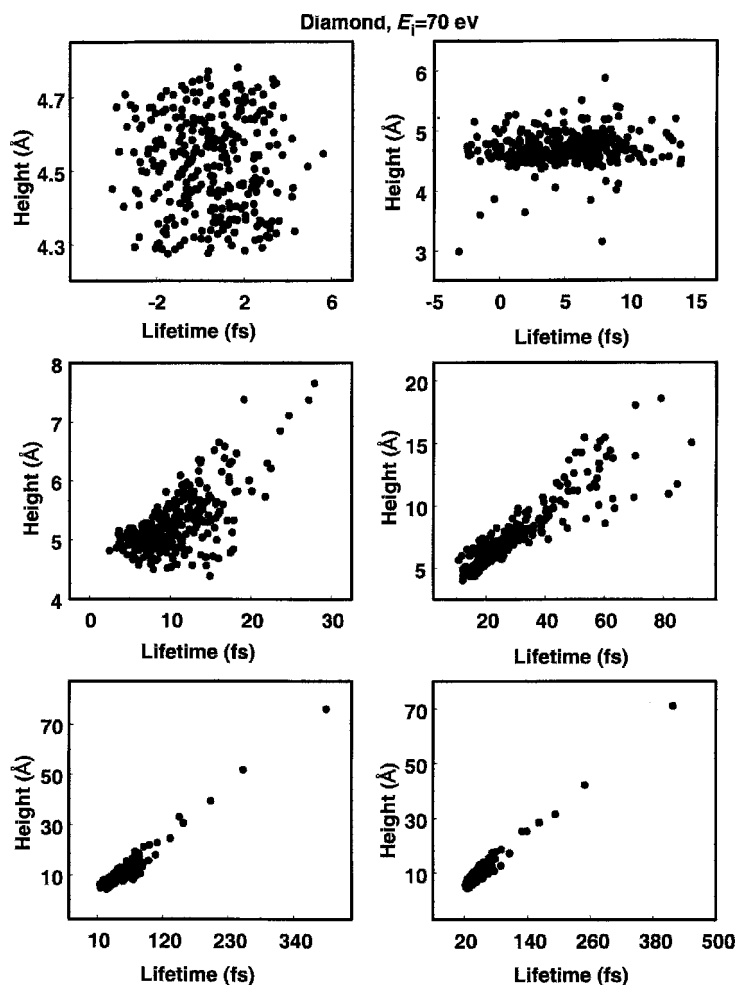 Diamond, Ei=70 eV
4.7
4.5
4.3
Height (Å)
-2 2 6
Lifetime (fs)
6
5
4
3
Height (Å)
-5 0 5 10 15
Lifetime (fs)
8
7
6
5
4
Height (Å)
0 10 20 30
Lifetime (fs)
20
15
10
5
Height (Å)
20 40 60 80
Lifetime (fs)
70
50
30
10
Height (Å)
10 120 230 340
Lifetime (fs)
70
50
30
10
Height (Å)
20 140 260 380 500
Lifetime (fs)